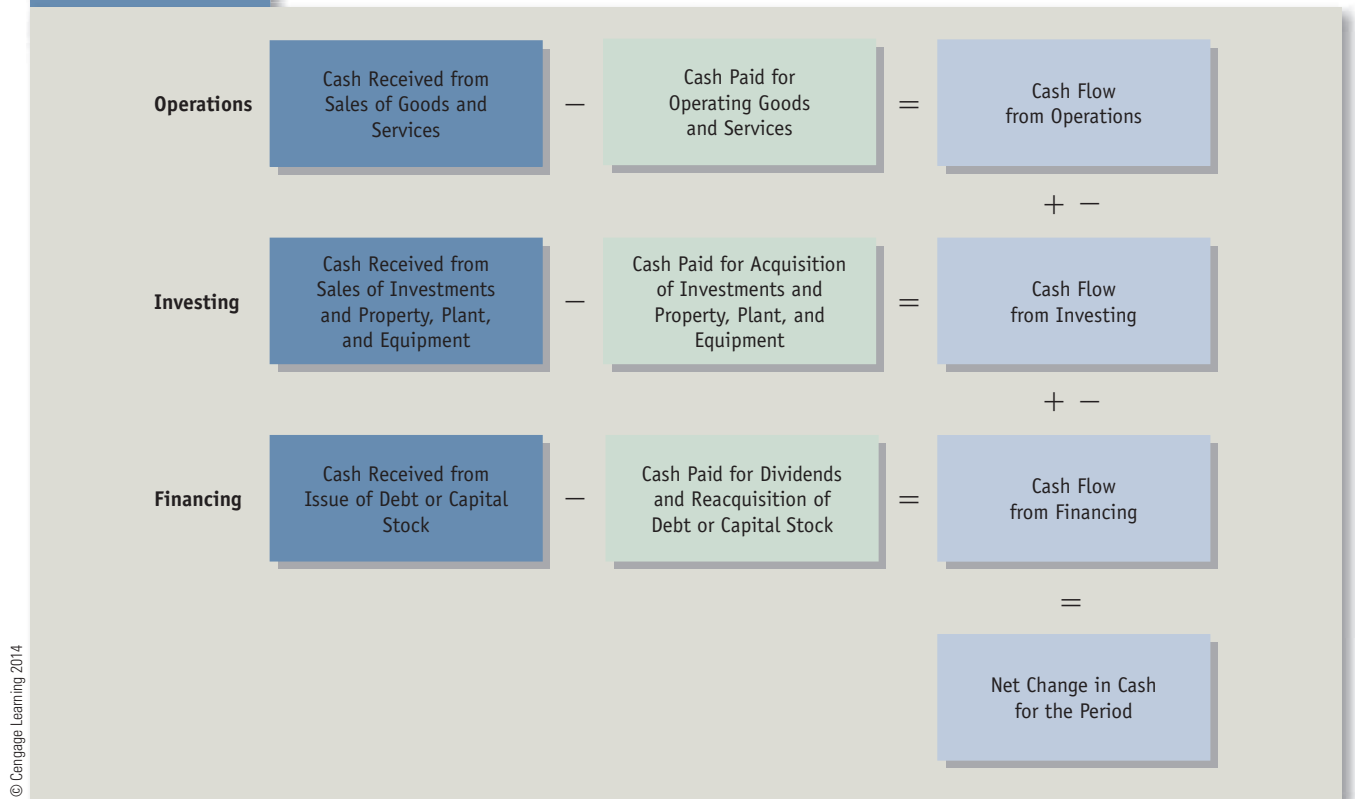 Operations
Cash Received from
Sales of Goods and
Services
−
Cash Paid for
Operating Goods
and Services
=
Cash Flow
from Operations
+ −
Investing
Cash Received from
Sales of Investments
and Property, Plant,
and Equipment
−
Cash Paid for Acquisition
of Investments and
Property, Plant, and
Equipment
=
Cash Flow
from Investing
+ −
Financing
Cash Received from
Issue of Debt or Capital
Stock
−
Cash Paid for Dividends
and Reacquisition of
Debt or Capital Stock
=
Cash Flow
from Financing
=
Net Change in Cash
for the Period
© Cengage Learning 2014